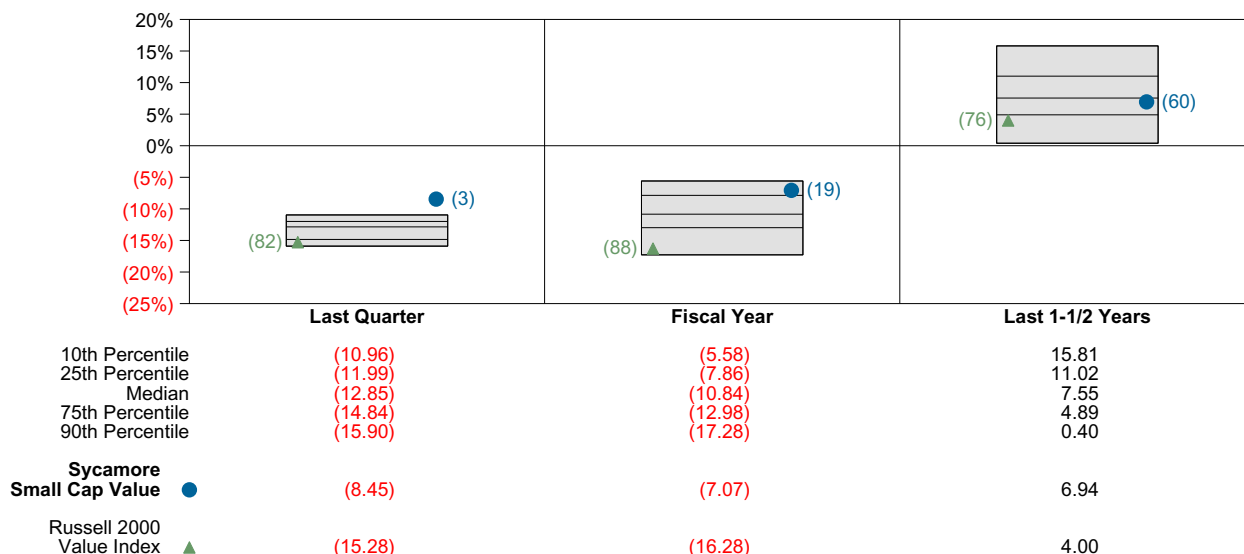 20%
15%
10%
5%
0%
(5%)
(10%)
(15%)
(20%)
(25%)
(82)
(3)
(88)
(19)
(76)
(60)
Last Quarter Fiscal Year Last 1-1/2 Years
10th Percentile (10.96) (5.58) 15.81
25th Percentile (11.99) (7.86) 11.02
Median (12.85) (10.84) 7.55
75th Percentile (14.84) (12.98) 4.89
90th Percentile (15.90) (17.28) 0.40
Sycamore
Small Cap Value (8.45) (7.07) 6.94
Russell 2000
Value Index (15.28) (16.28) 4.00